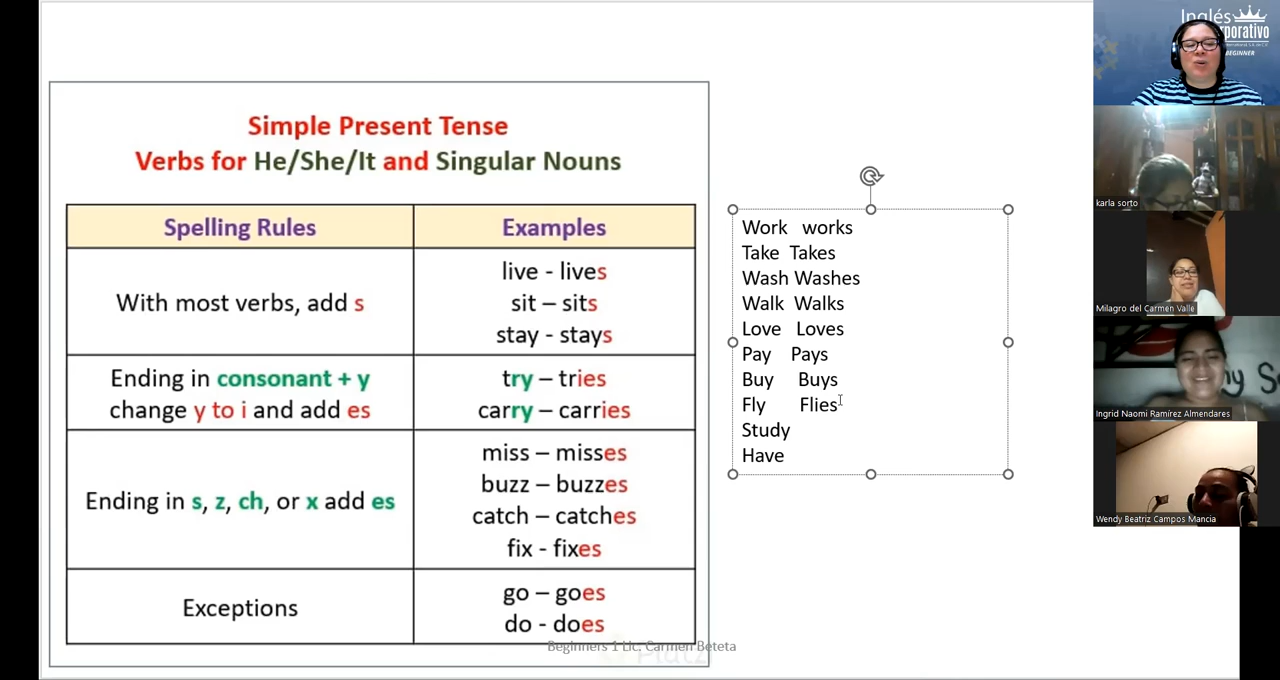 Simple Present Tense
Verbs for He/She/It and Singular Nouns
Spelling Rules
Examples
With most verbs, add s
live - lives
sit – sits
stay - stays
Ending in consonant + y
change y to i and add es
try – tries
carry – carries
Ending in s, z, ch, or x add es
miss – misses
buzz – buzzes
catch – catches
fix - fixes
Exceptions
go – goes
do - does
Beginners 1 Lic. Carmen Beteta
Work works
Take Takes
Wash Washes
Walk Walks
Love Loves
Pay Pays
Buy Buys
Fly Flies
Study
Have
Inglés
BEGINNER
karla sorto
Milagro del Carmen Valle
Ingrid Naomi Ramírez Almendares
Wendy Beatriz Campos Mancia